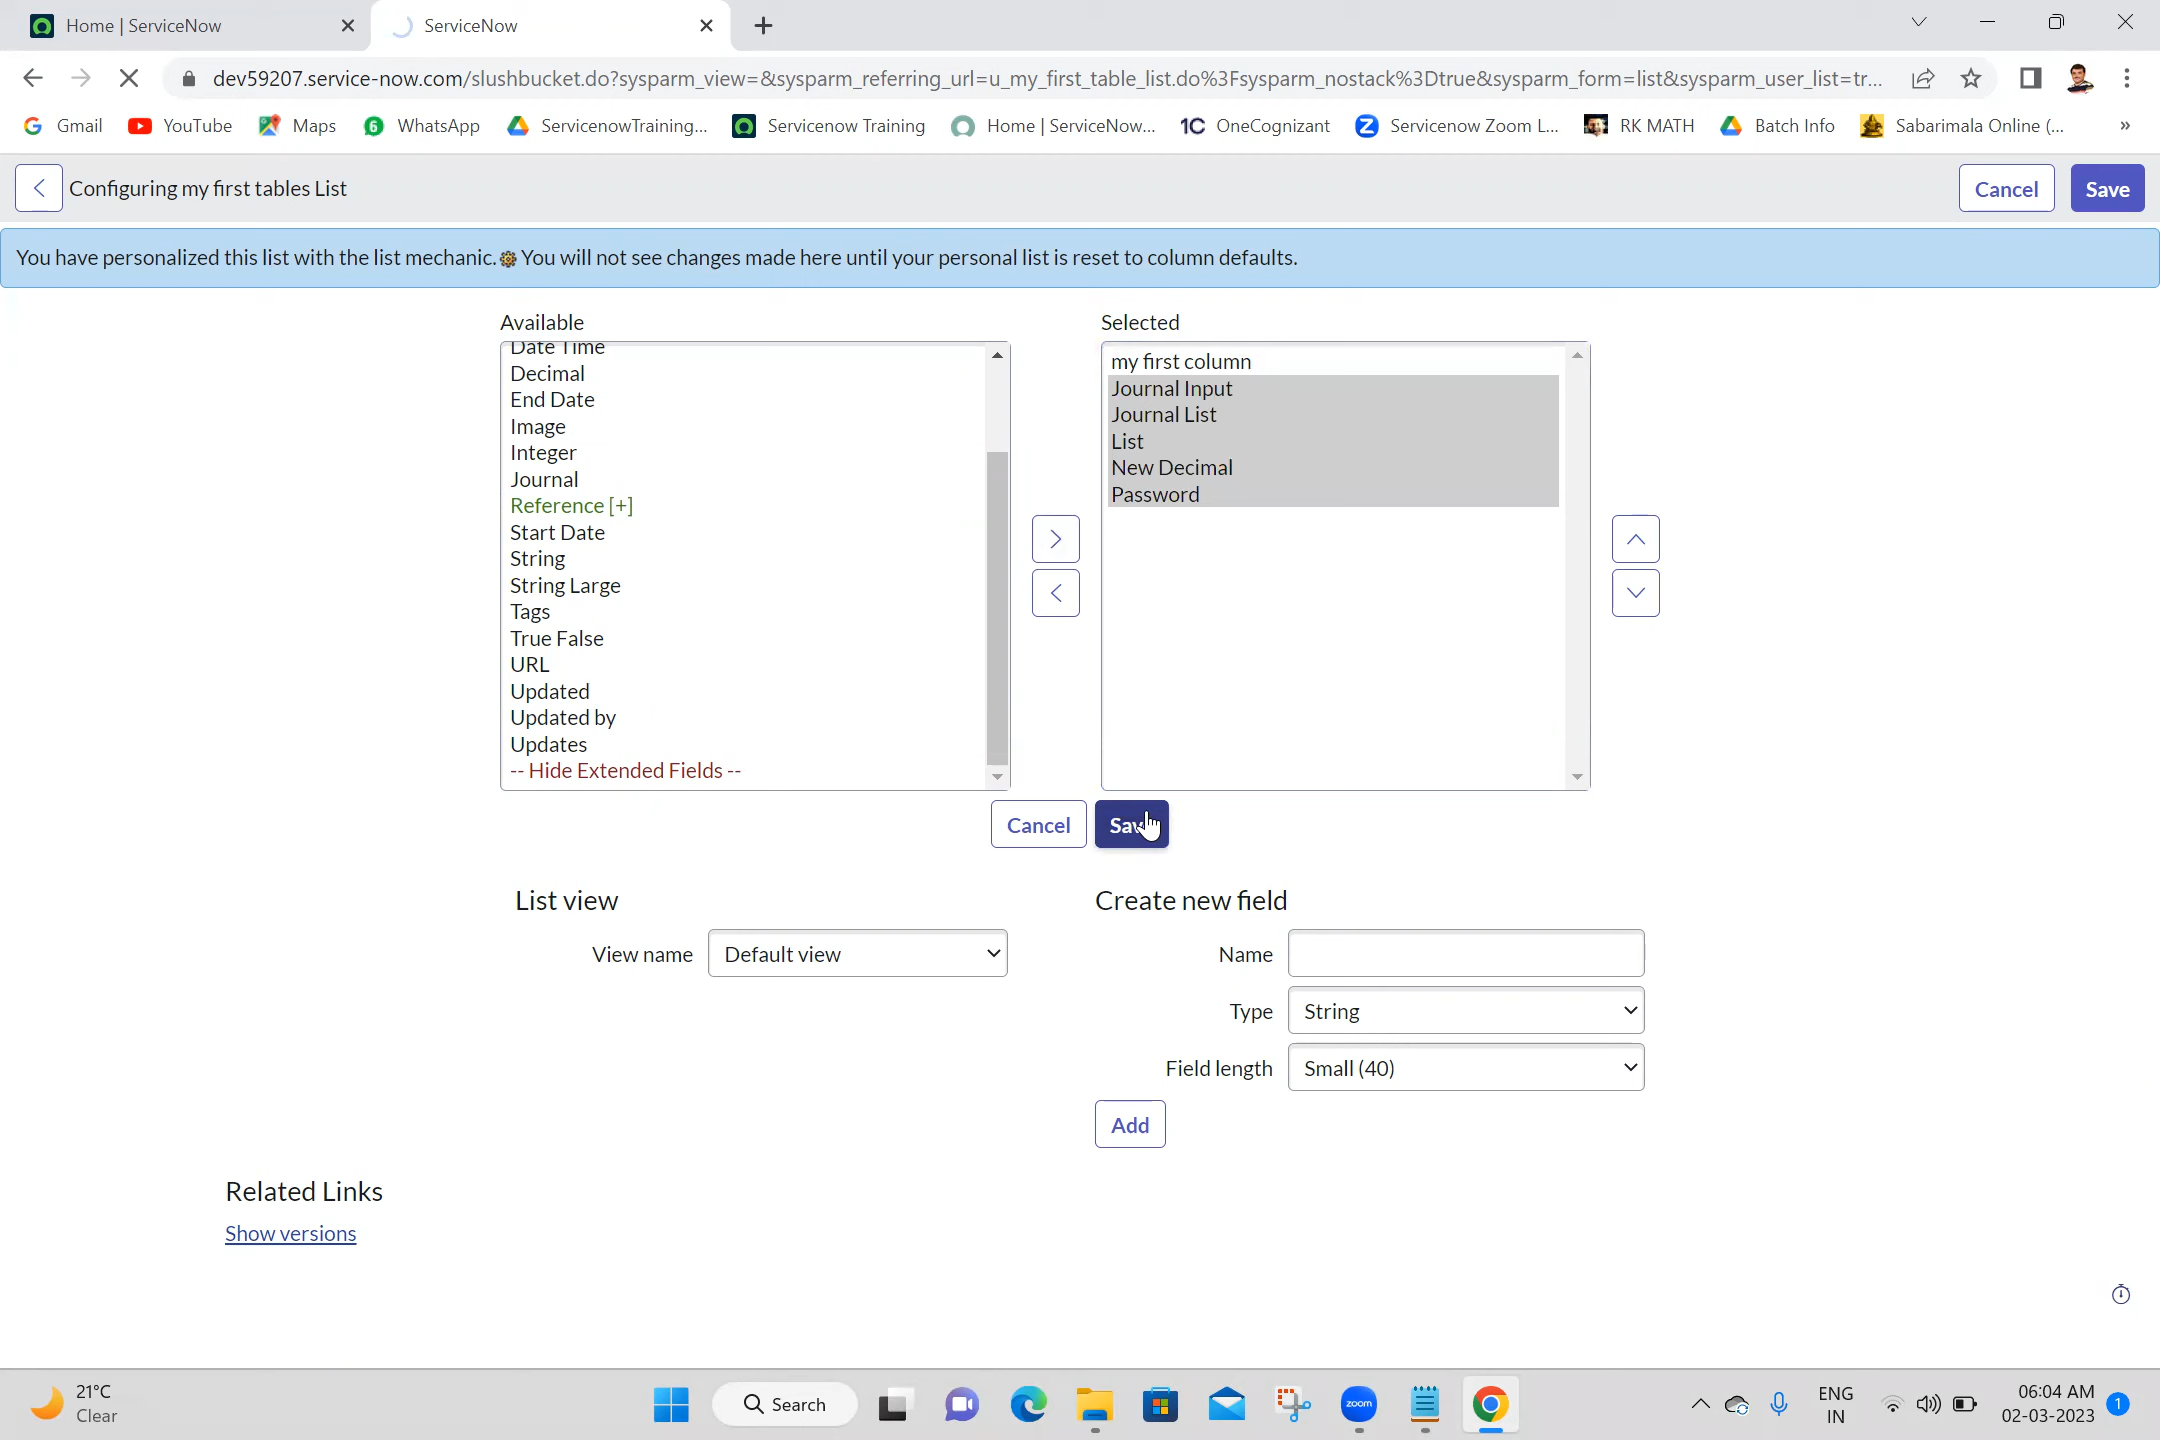 Home | ServiceNow
ServiceNow
dev59207.service-now.com/slushbucket.do?sysparm_view=&sysparm_referring_url=u_my_first_table_list.do%3Fsysparm_nostack%3Dtrue&sysparm_form=list&sysparm_user_list=tr...
Gmail YouTube Maps WhatsApp ServicenowTraining... Servicenow Training Home | ServiceNow... 1C OneCognizant Servicenow Zoom L... RK MATH Batch Info Sabarimala Online (... »
Configuring my first tables List
Cancel Save
You have personalized this list with the list mechanic. You will not see changes made here until your personal list is reset to column defaults.
Available
Date Time
Decimal
End Date
Image
Integer
Journal
Reference [+]
Start Date
String
String Large
Tags
True False
URL
Updated
Updated by
Updates
-- Hide Extended Fields --
Selected
my first column
Journal Input
Journal List
List
New Decimal
Password
Cancel Save
List view
View name Default view
Create new field
Name
Type String
Field length Small (40)
Add
Related Links
Show versions
21°C
Clear
Search
zoom
ENG
IN
06:04 AM
02-03-2023
1